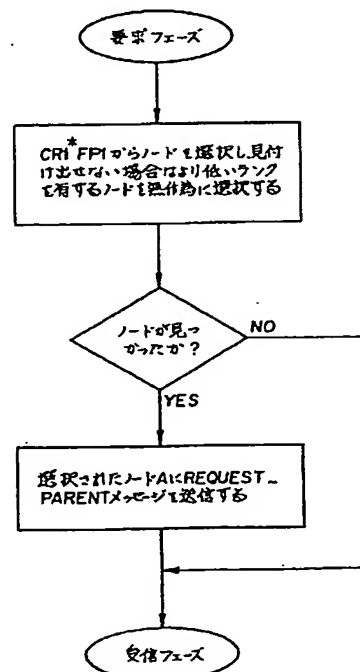 要求フェーズ
CR1*FP1からノードを選択し見付
け出せない場合はより低いランク
を有するノードを無作為に選択する
ノードが見つ
かったか?
NO
YES
選択されたノードAにREQUEST_
PARENTメッセージを送信する
受信フェーズ